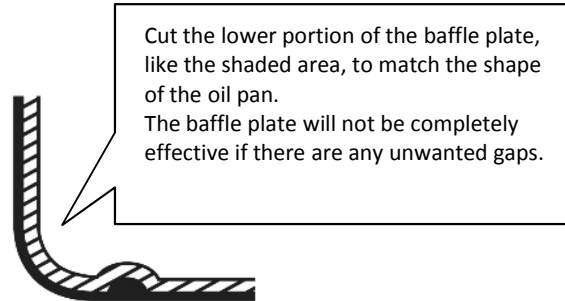 Cut the lower portion of the baffle plate,
like the shaded area, to match the shape
of the oil pan.
The baffle plate will not be completely
effective if there are any unwanted gaps.